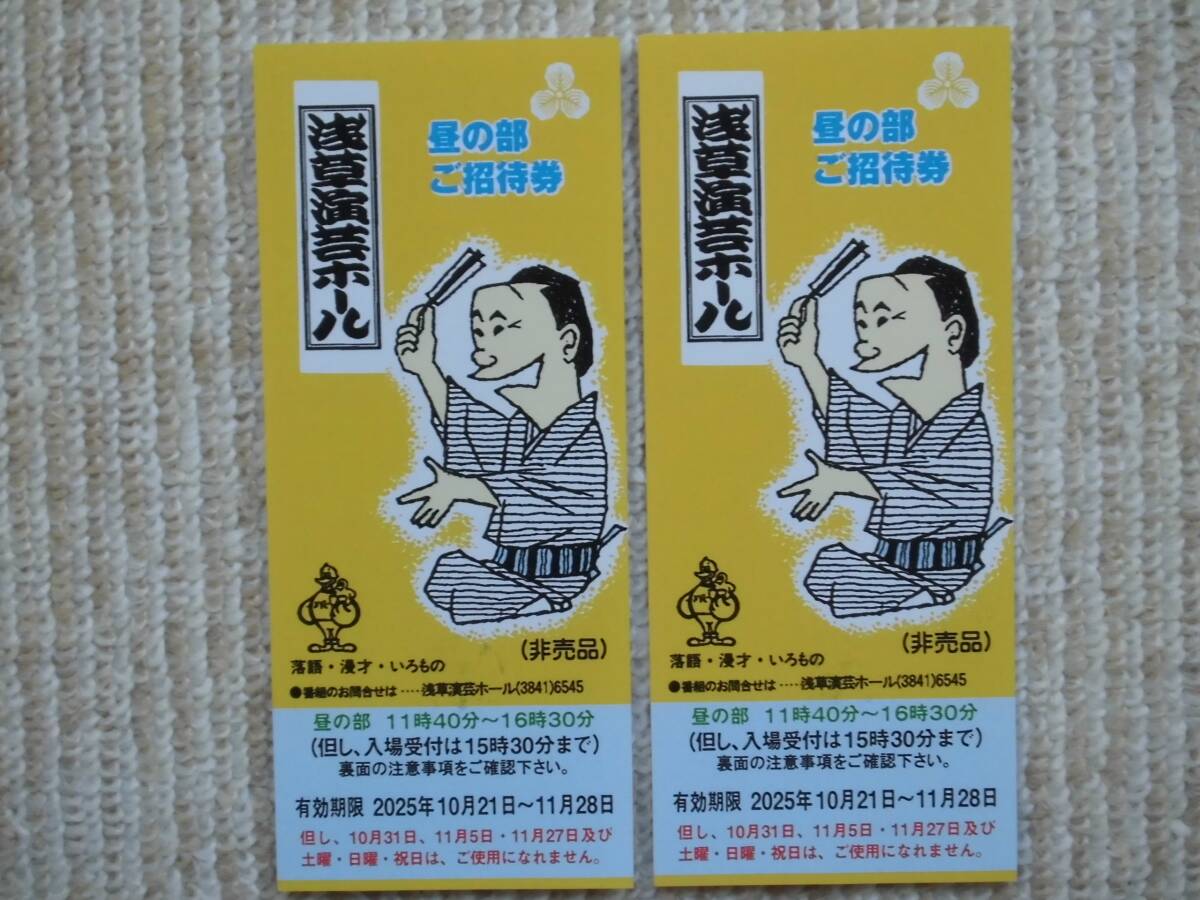 浅草演芸ホール
昼の部
ご招待券
(非売品)
落語・漫才・いろもの
●番組のお問合せは‥‥浅草演芸ホール(3841)6545
昼の部 11時40分〜16時30分
(但し、入場受付は15時30分まで)
裏面の注意事項をご確認下さい。
有効期限 2025年10月21日〜11月28日
但し、10月31日、11月5日・11月27日及び
土曜・日曜・祝日は、ご使用になれません。
浅草演芸ホール
昼の部
ご招待券
(非売品)
落語・漫才・いろもの
●番組のお問合せは‥‥浅草演芸ホール(3841)6545
昼の部 11時40分〜16時30分
(但し、入場受付は15時30分まで)
裏面の注意事項をご確認下さい。
有効期限 2025年10月21日〜11月28日
但し、10月31日、11月5日・11月27日及び
土曜・日曜・祝日は、ご使用になれません。